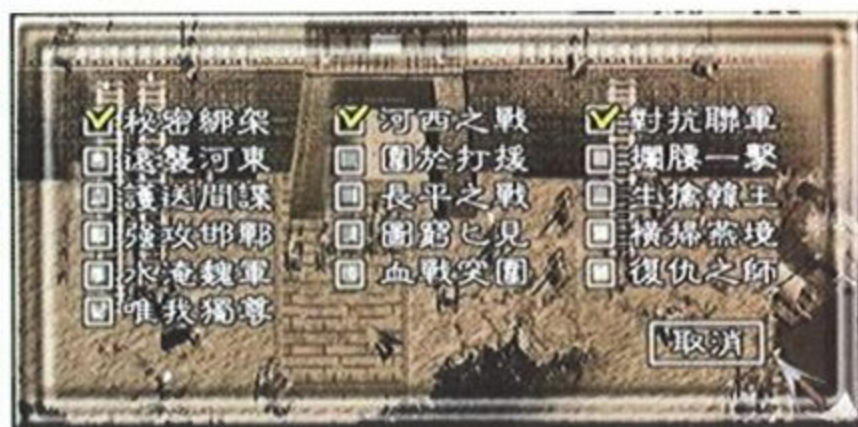 秘密綁架 河西之戰 對抗聯軍
遠襲河東 圍於打援 攔腰一擊
護送間諜 長平之戰 生擒韓王
強攻邯鄲 圖窮匕見 橫掃燕境
水淹魏軍 血戰突圍 復仇之師
唯我獨尊
取消